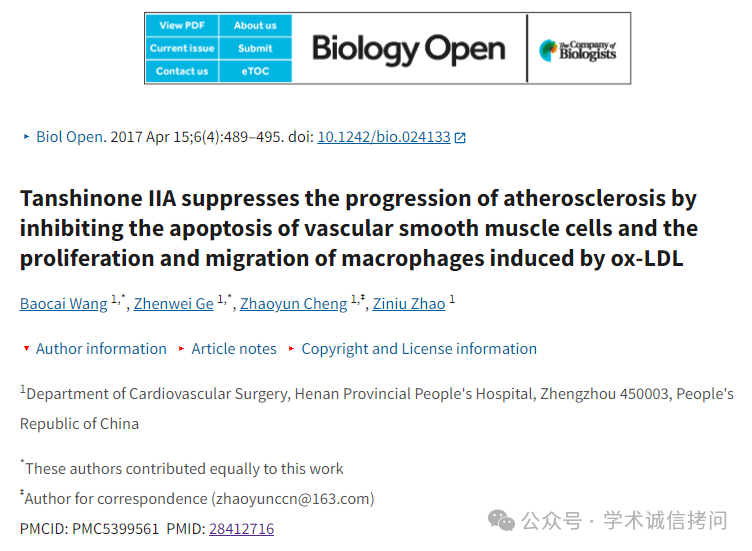 View PDF
About us
Current issue
Submit
Contact us
eTOC
Biology Open
The Company of
Biologists
Biol Open. 2017 Apr 15;6(4):489–495. doi: 10.1242/bio.024133
Tanshinone IIA suppresses the progression of atherosclerosis by
inhibiting the apoptosis of vascular smooth muscle cells and the
proliferation and migration of macrophages induced by ox-LDL
Baocai Wang 1,*, Zhenwei Ge 1,*, Zhaoyun Cheng 1,‡, Ziniu Zhao 1
Author information Article notes Copyright and License information
1Department of Cardiovascular Surgery, Henan Provincial People's Hospital, Zhengzhou 450003, People's
Republic of China
*These authors contributed equally to this work
‡Author for correspondence (zhaoyunccn@163.com)
PMCID: PMC5399561 PMID: 28412716
公众号 · 学术诚信拷问